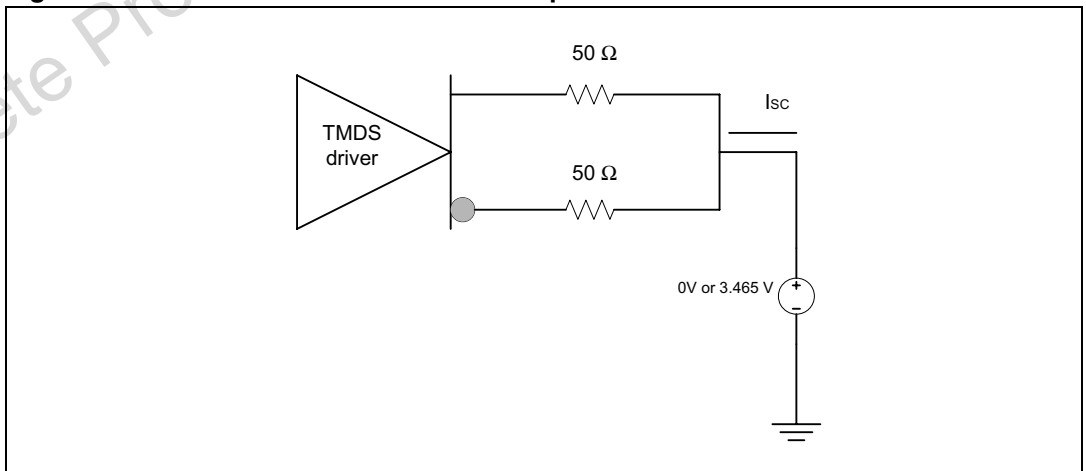 50 Ω
Isc
TMDS
driver
50 Ω
0V or 3.465 V
+
−